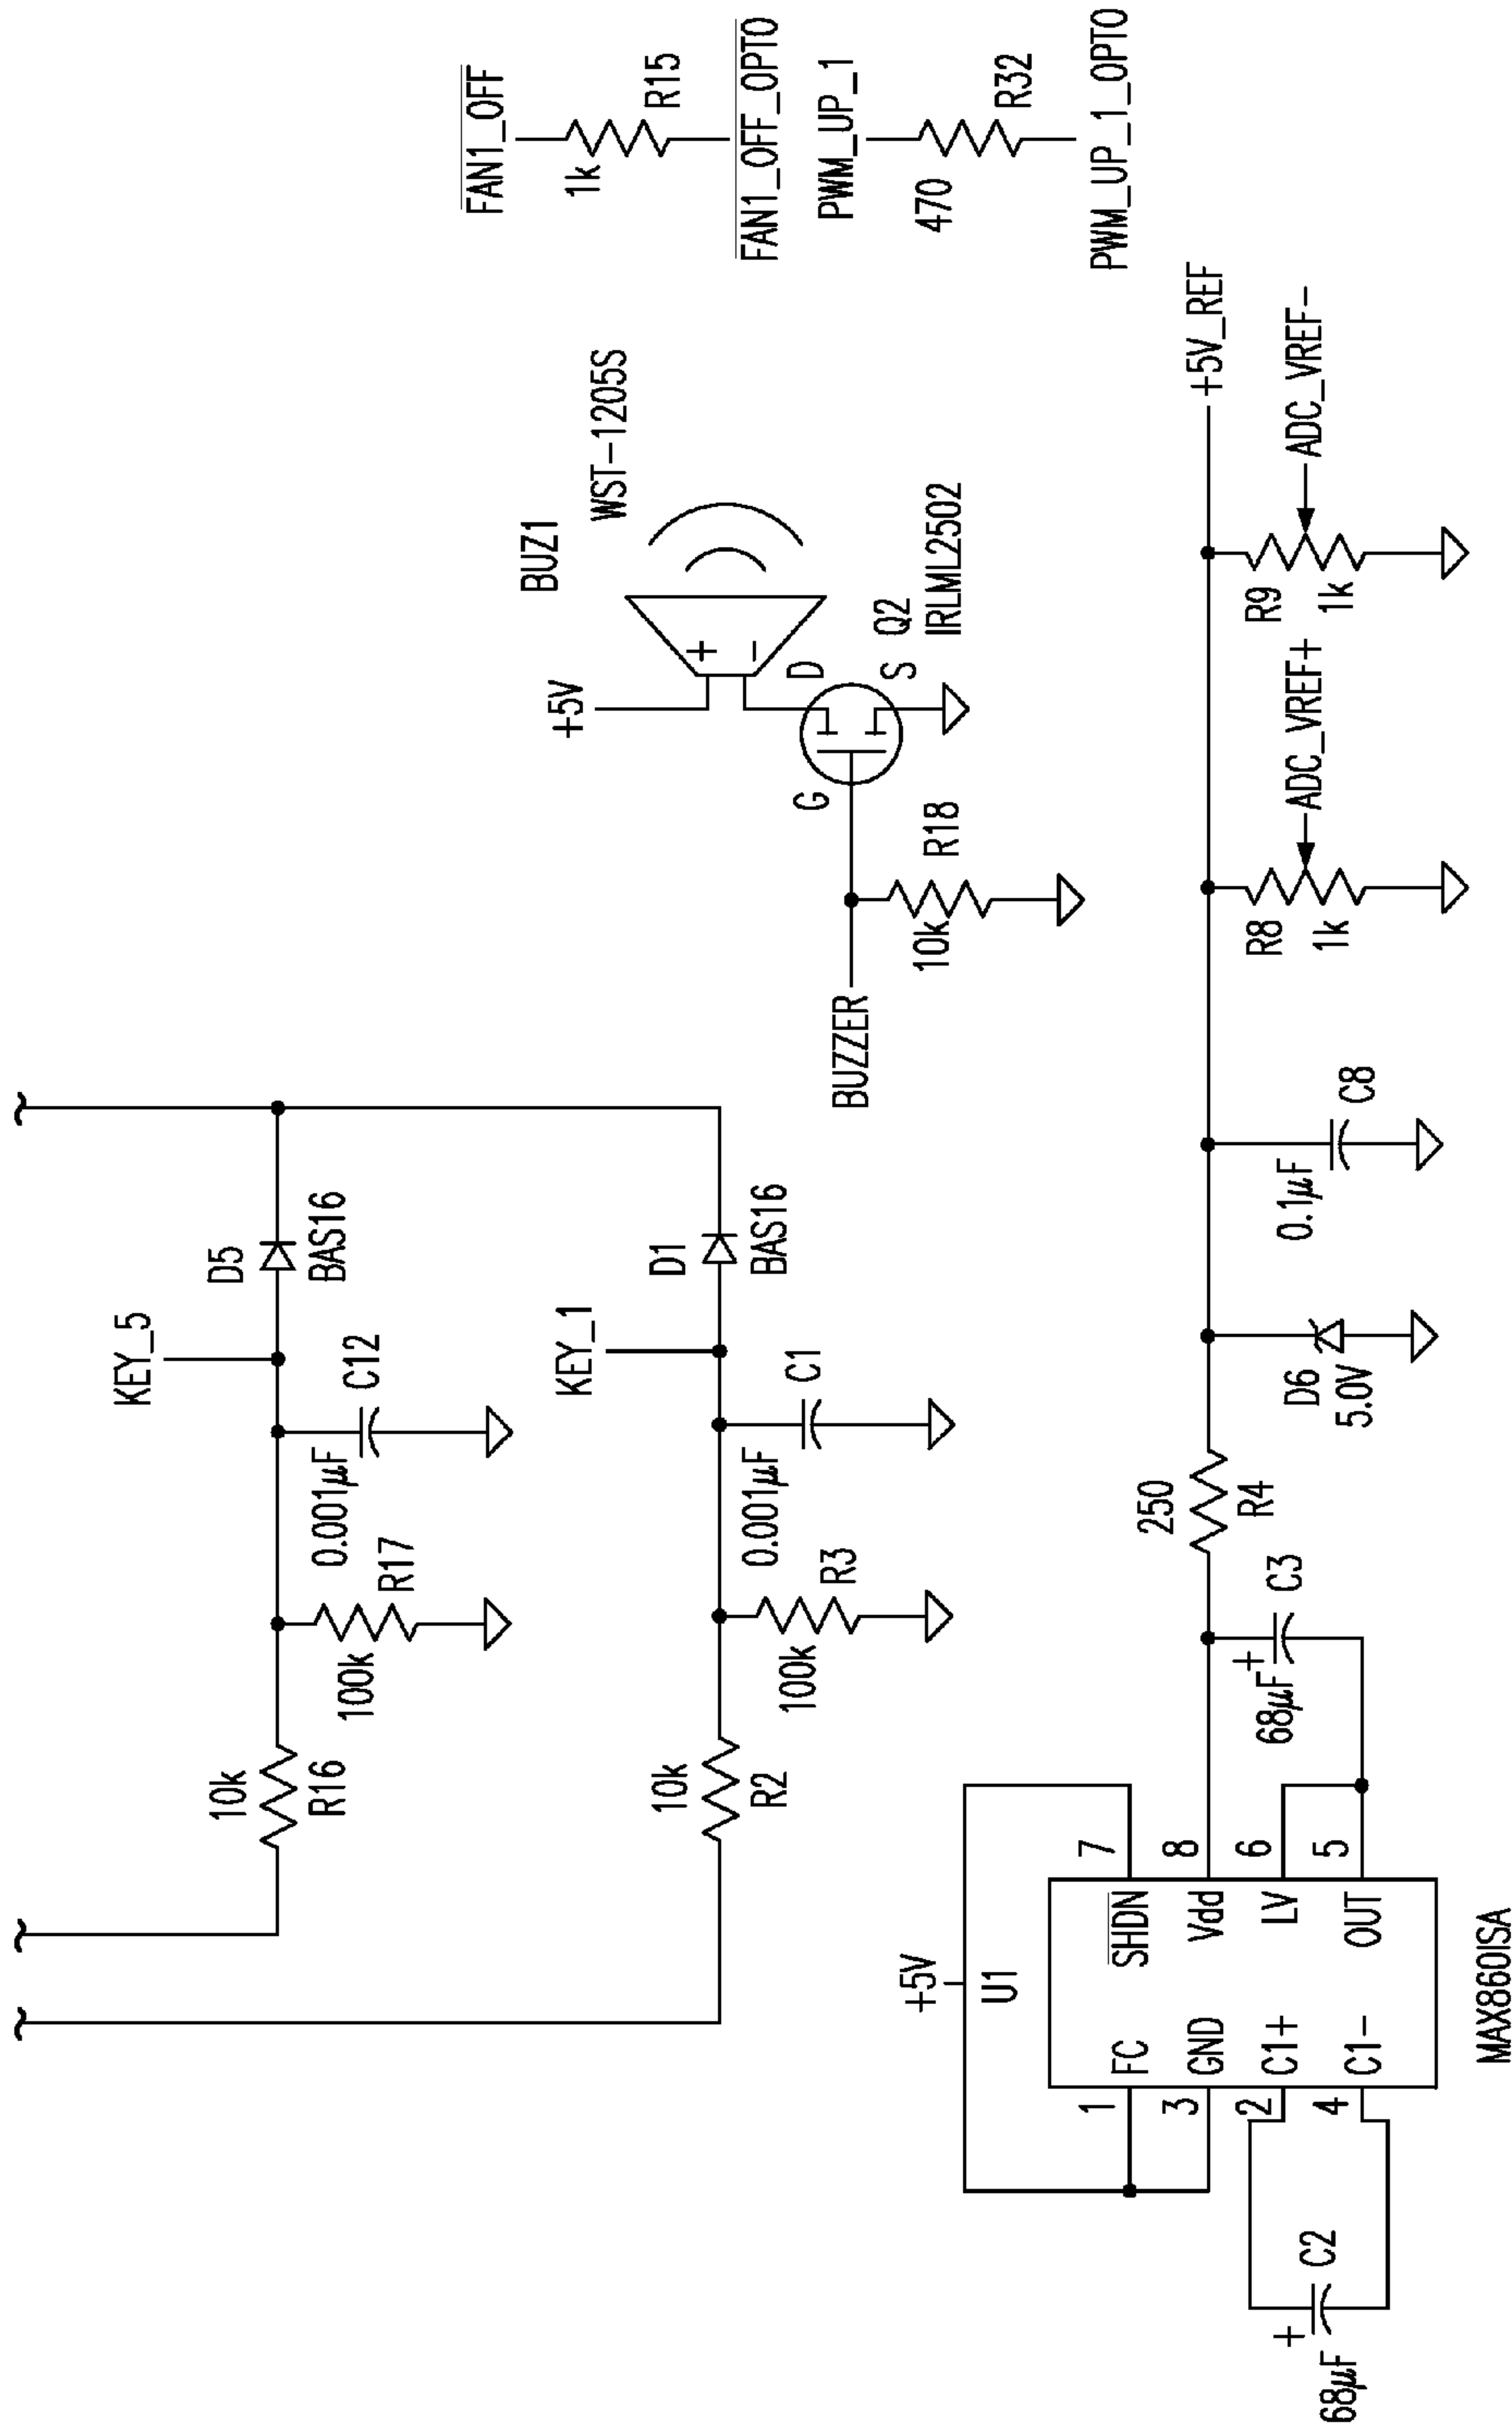 KEY_5
10k
R16
100k
R17
0.001µF
C12
D5
BAS16
KEY_1
10k
R2
100k
R3
0.001µF
C1
D1
BAS16
BUZZER
10k
R18
G
D
S
Q2
IRLML2502
+5V
+
-
BUZ1
WST-1205S
FAN1_OFF
1k
R15
FAN1_OFF_OPTO
PWM_UP_1
470
R32
PWM_UP_1_OPTO
+5V
U1
1
FC
SHDN
7
3
GND
Vdd
8
2
C1+
LV
6
4
C1-
OUT
5
MAX860ISA
+
68µF
C2
+
68µF
C3
250
R4
D6
5.0V
0.1µF
C8
R8
1k
ADC_VREF+
R9
1k
ADC_VREF-
+5V_REF